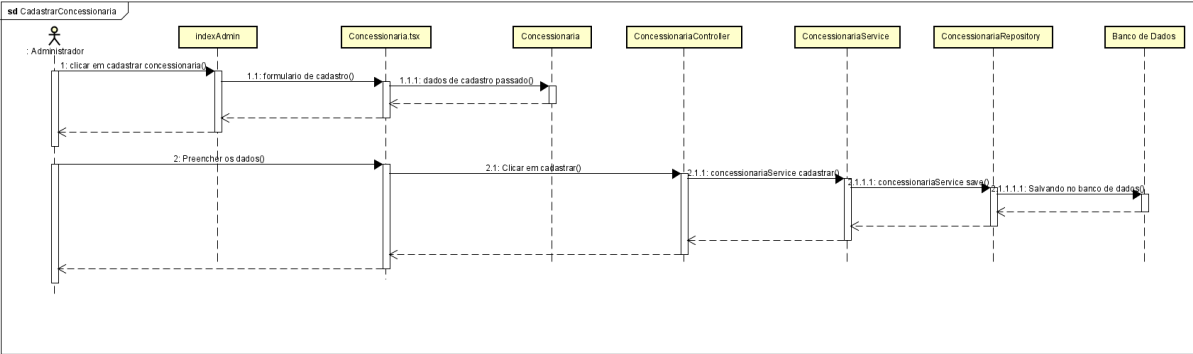 sd CadastrarConcessionaria
: Administrador
indexAdmin
Concessionaria.tsx
Concessionaria
ConcessionariaController
ConcessionariaService
ConcessionariaRepository
Banco de Dados
1: clicar em cadastrar concessionaria()
1.1: formulario de cadastro()
1.1.1: dados de cadastro passado()
2: Preencher os dados()
2.1: Clicar em cadastrar()
2.1.1: concessionariaService cadastrar()
2.1.1.1: concessionariaService save()
2.1.1.1.1: Salvando no banco de dados()